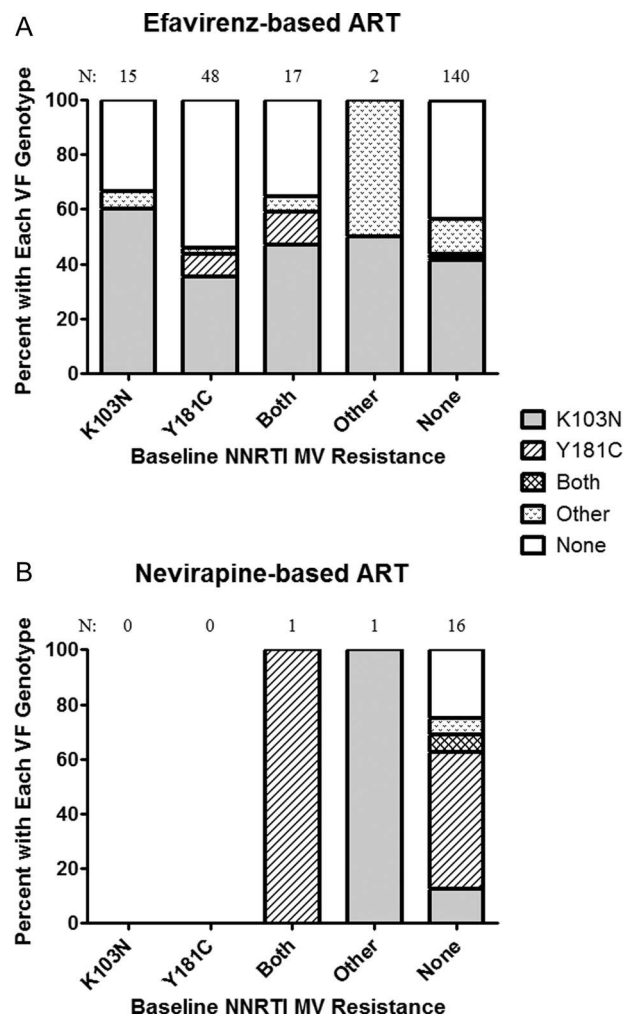 A
Efavirenz-based ART
N: 15 48 17 2 140
100
80
60
40
20
0
Percent with Each VF Genotype
K103N Y181C Both Other None
Baseline NNRTI MV Resistance
K103N
Y181C
Both
Other
None
B
Nevirapine-based ART
N: 0 0 1 1 16
100
80
60
40
20
0
Percent with Each VF Genotype
K103N Y181C Both Other None
Baseline NNRTI MV Resistance